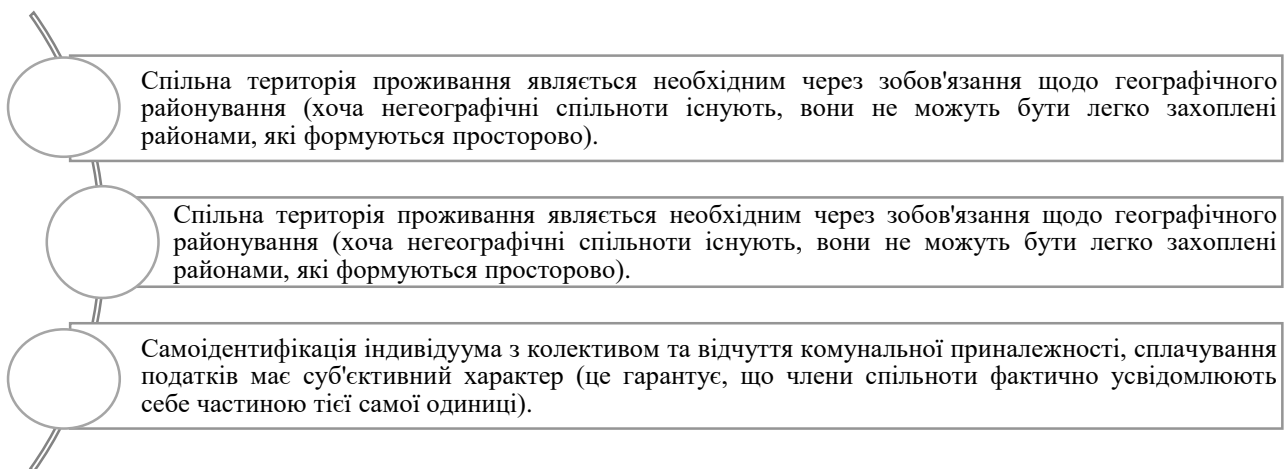 Спільна територія проживання являється необхідним через зобов'язання щодо географічного
районування (хоча негеографічні спільноти існують, вони не можуть бути легко захоплені
районами, які формуються просторово).
Спільна територія проживання являється необхідним через зобов'язання щодо географічного
районування (хоча негеографічні спільноти існують, вони не можуть бути легко захоплені
районами, які формуються просторово).
Самоідентифікація індивідуума з колективом та відчуття комунальної приналежності, сплачування
податків має суб'єктивний характер (це гарантує, що члени спільноти фактично усвідомлюють
себе частиною тієї самої одиниці).